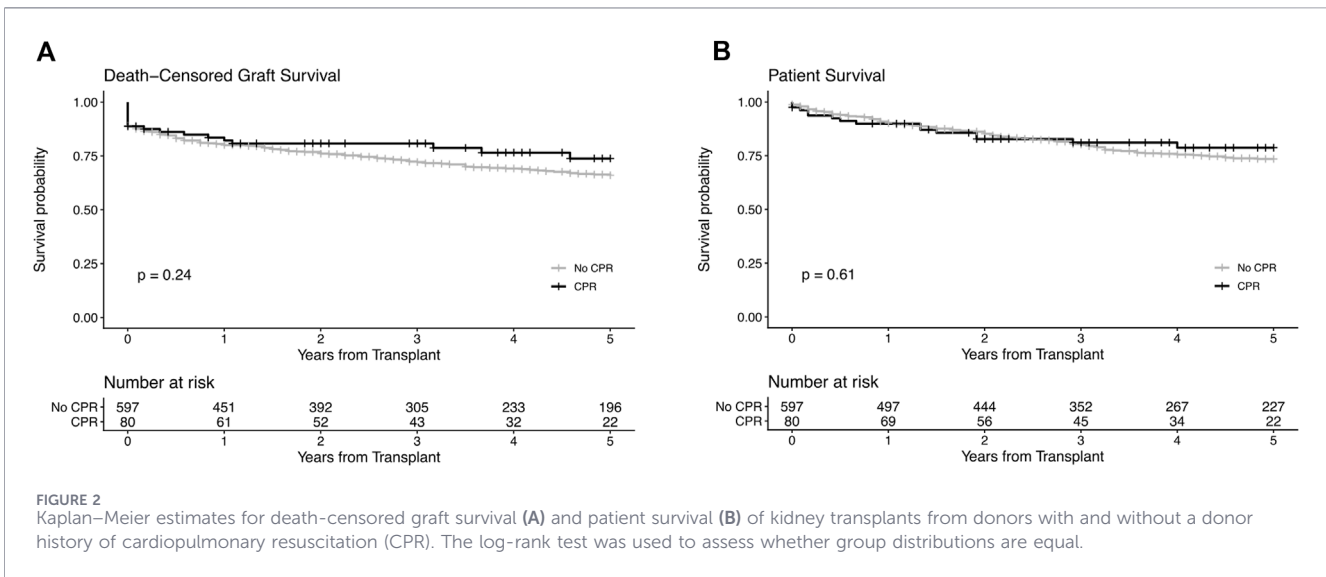 A
Death–Censored Graft Survival
Survival probability
1.00
0.75
0.50
0.25
0.00
p = 0.24
No CPR
CPR
0 1 2 3 4 5
Years from Transplant
Number at risk
No CPR 597 451 392 305 233 196
CPR 80 61 52 43 32 22
0 1 2 3 4 5
Years from Transplant
B
Patient Survival
Survival probability
1.00
0.75
0.50
0.25
0.00
p = 0.61
No CPR
CPR
0 1 2 3 4 5
Years from Transplant
Number at risk
No CPR 597 497 444 352 267 227
CPR 80 69 56 45 34 22
0 1 2 3 4 5
Years from Transplant
FIGURE 2
Kaplan–Meier estimates for death-censored graft survival (A) and patient survival (B) of kidney transplants from donors with and without a donor
history of cardiopulmonary resuscitation (CPR). The log-rank test was used to assess whether group distributions are equal.